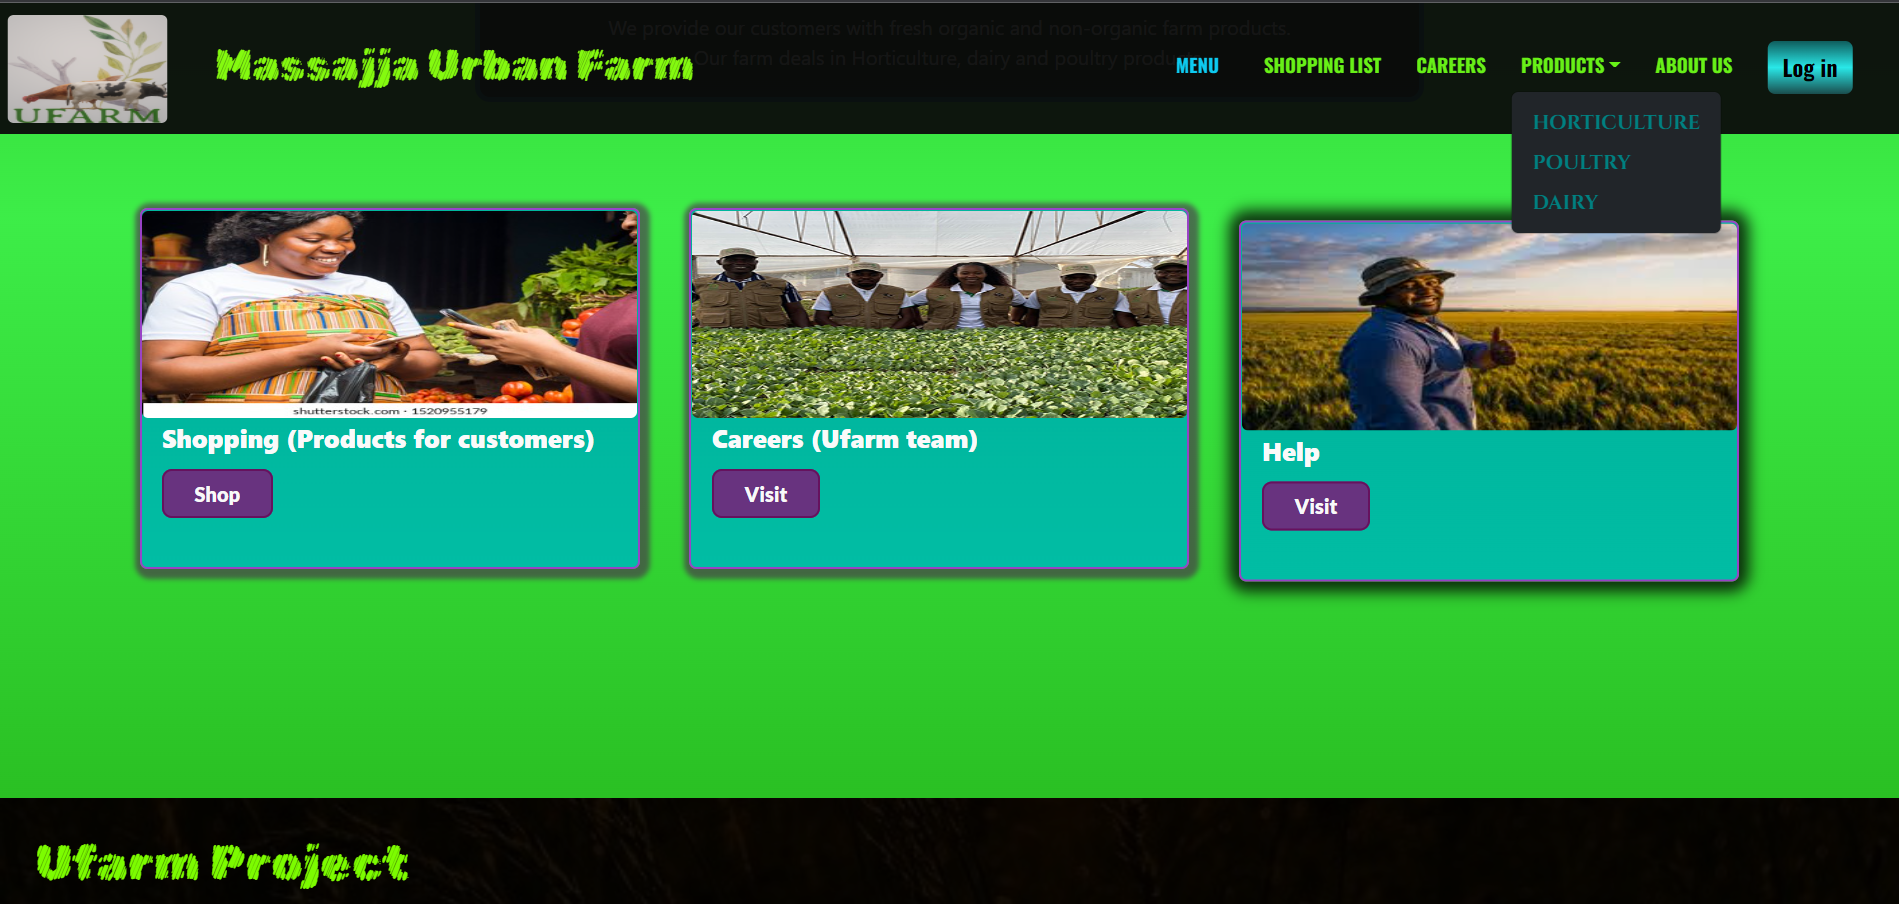 We provide our customers with fresh organic and non-organic farm products.
Our farm deals in Horticulture, dairy and poultry
UFARM
Massajja Urban Farm
MENU
SHOPPING LIST
CAREERS
PRODUCTS
ABOUT US
Log in
HORTICULTURE
POULTRY
DAIRY
shutterstock.com · 1520955179
Shopping (Products for customers)
Shop
Careers (Ufarm team)
Visit
Help
Visit
Ufarm Project